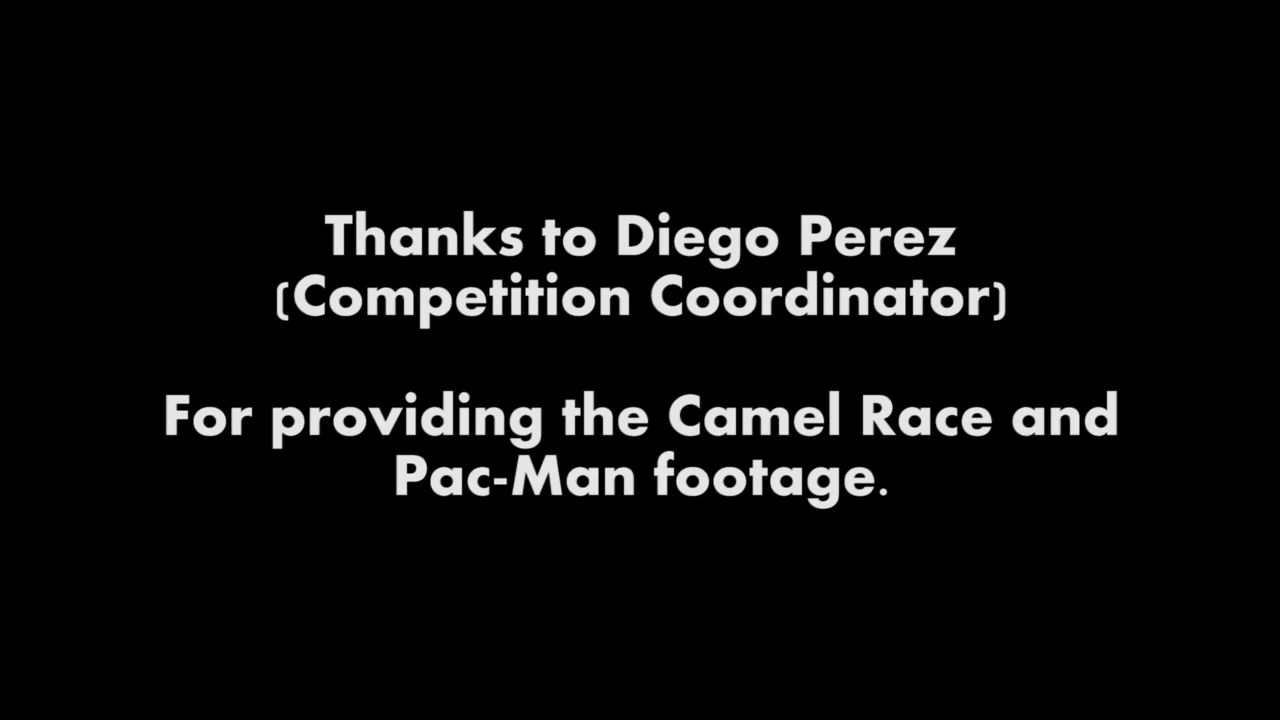 Thanks to Diego Perez
(Competition Coordinator)
For providing the Camel Race and
Pac-Man footage.